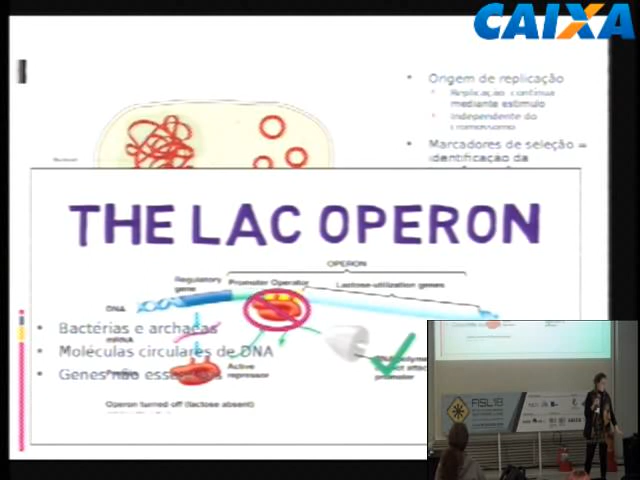 CAIXA
Origem de replicação
Replicação contínua
mediante estímulo
Independente do
cromossomo
Marcadores de seleção =
identificação da
THE LAC OPERON
OPERON
Regulatory
gene
Promoter Operator
Lactose-utilization genes
DNA
Bactérias e archaeas
mRNA
Moléculas circulares de DNA
Genes não
Active
repressor
promoter
Operator turned off (lactose absent)
FISL18
CAIXA